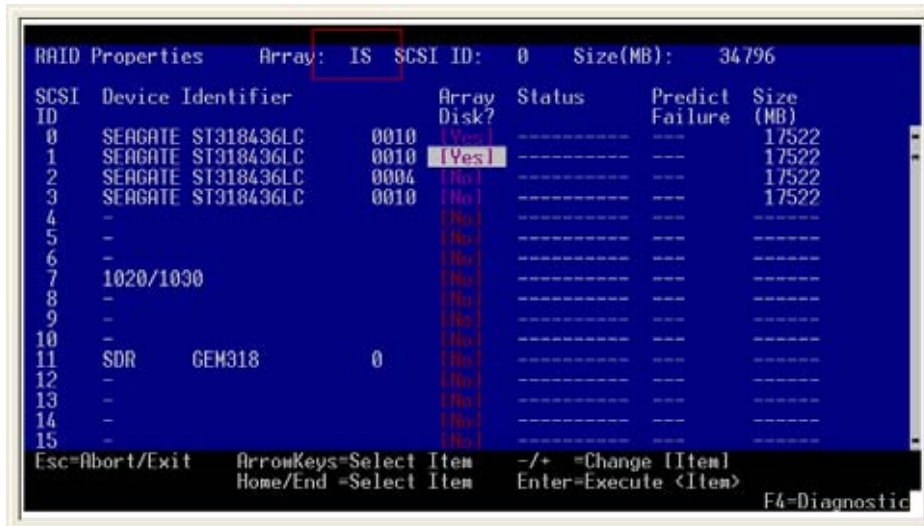 RAID Properties Array: IS SCSI ID: 0 Size(MB): 34796
SCSI Device Identifier Array Status Predict Size
ID Disk? Failure (MB)
0 SEAGATE ST318436LC 0010 [Yes] ---------- --- 17522
1 SEAGATE ST318436LC 0010 [Yes] ---------- --- 17522
2 SEAGATE ST318436LC 0004 [No] ---------- --- 17522
3 SEAGATE ST318436LC 0010 [No] ---------- --- 17522
4 - [No] ---------- --- ------
5 - [No] ---------- --- ------
6 - [No] ---------- --- ------
7 1020/1030 [No] ---------- --- ------
8 - [No] ---------- --- ------
9 - [No] ---------- --- ------
10 - [No] ---------- --- ------
11 SDR GEM318 0 [No] ---------- --- ------
12 - [No] ---------- --- ------
13 - [No] ---------- --- ------
14 - [No] ---------- --- ------
15 - [No] ---------- --- ------
Esc=Abort/Exit ArrowKeys=Select Item -/+ =Change [Item]
Home/End =Select Item Enter=Execute <Item>
F4=Diagnostic